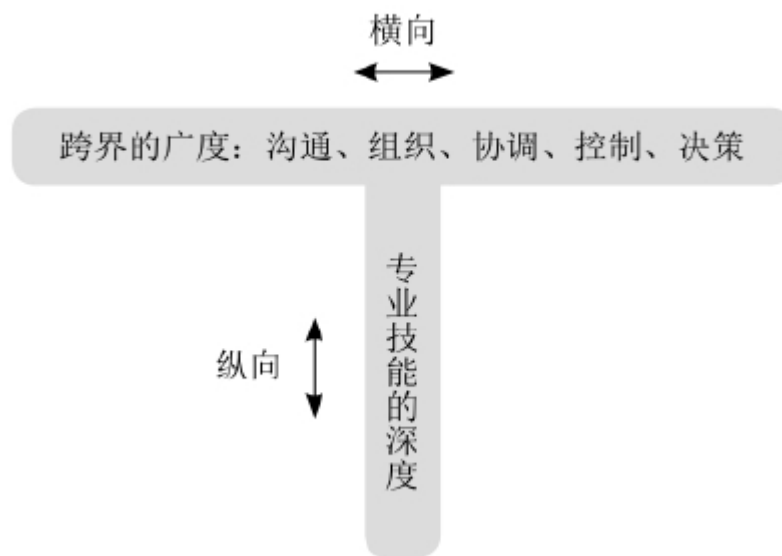 横向
跨界的广度：沟通、组织、协调、控制、决策
专业技能的深度
纵向